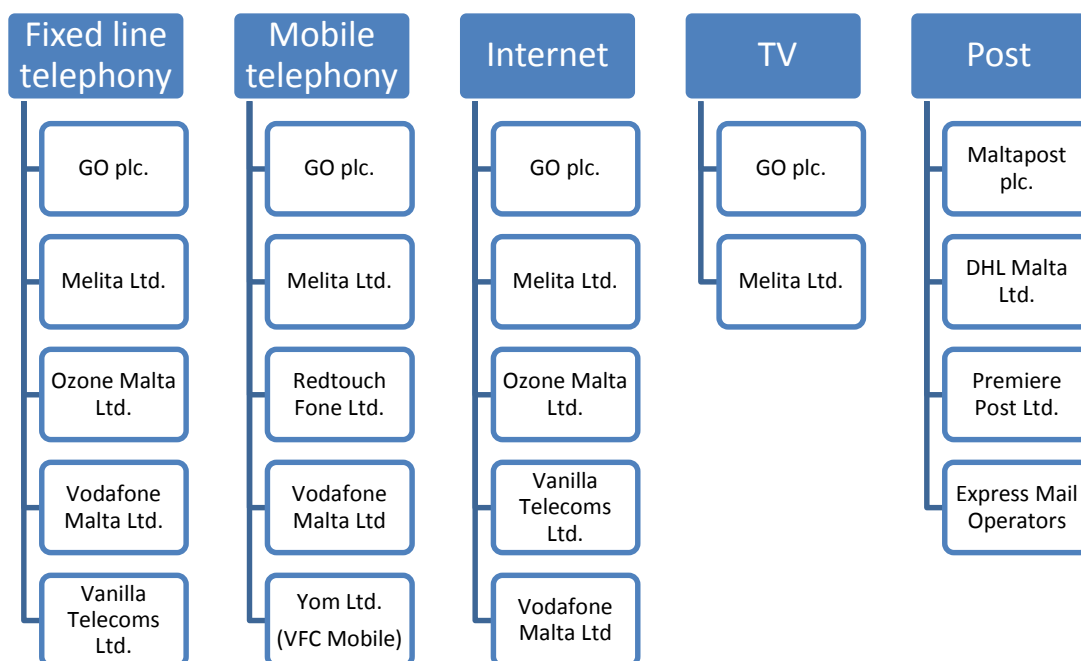 Fixed line
telephony
GO plc.
Melita Ltd.
Ozone Malta
Ltd.
Vodafone
Malta Ltd.
Vanilla
Telecoms
Ltd.
Mobile
telephony
GO plc.
Melita Ltd.
Redtouch
Fone Ltd.
Vodafone
Malta Ltd
Yom Ltd.
(VFC Mobile)
Internet
GO plc.
Melita Ltd.
Ozone Malta
Ltd.
Vanilla
Telecoms
Ltd.
Vodafone
Malta Ltd
TV
GO plc.
Melita Ltd.
Post
Maltapost
plc.
DHL Malta
Ltd.
Premiere
Post Ltd.
Express Mail
Operators